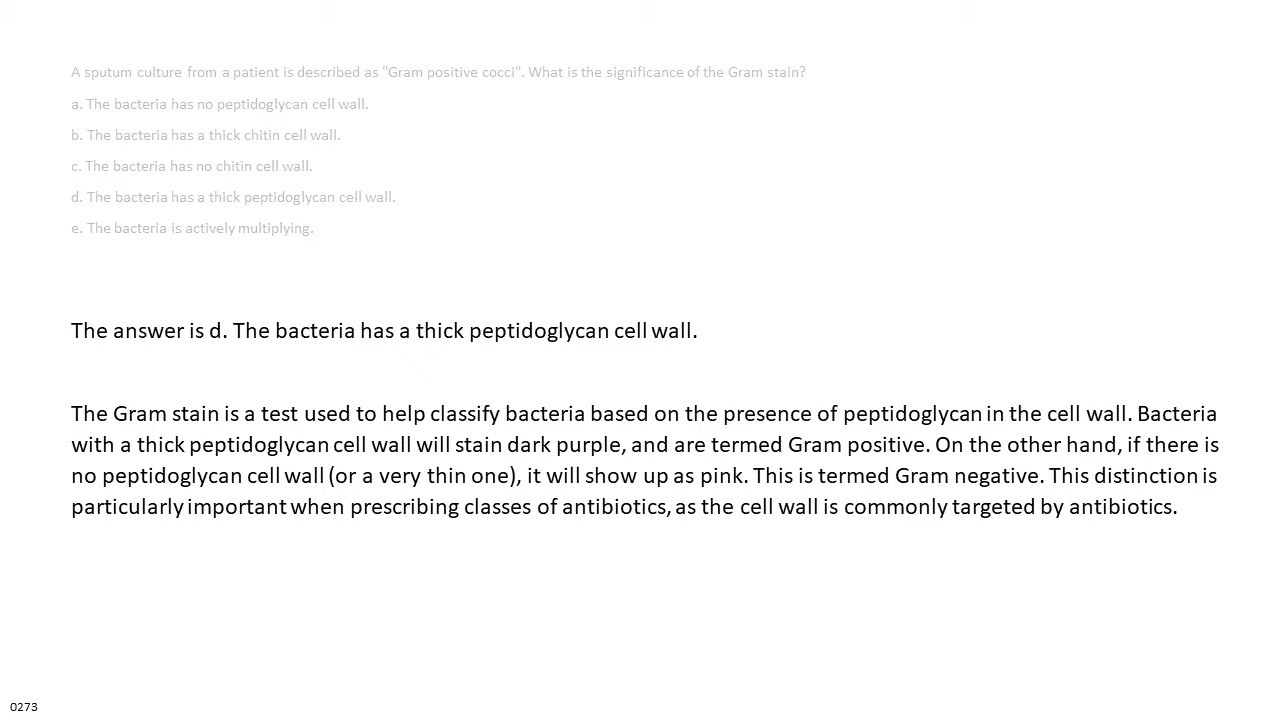 A sputum culture from a patient is described as "Gram positive cocci". What is the significance of the Gram stain?
a. The bacteria has no peptidoglycan cell wall.
b. The bacteria has a thick chitin cell wall.
c. The bacteria has no chitin cell wall.
d. The bacteria has a thick peptidoglycan cell wall.
e. The bacteria is actively multiplying.
The answer is d. The bacteria has a thick peptidoglycan cell wall.
The Gram stain is a test used to help classify bacteria based on the presence of peptidoglycan in the cell wall. Bacteria
with a thick peptidoglycan cell wall will stain dark purple, and are termed Gram positive. On the other hand, if there is
no peptidoglycan cell wall (or a very thin one), it will show up as pink. This is termed Gram negative. This distinction is
particularly important when prescribing classes of antibiotics, as the cell wall is commonly targeted by antibiotics.
0273